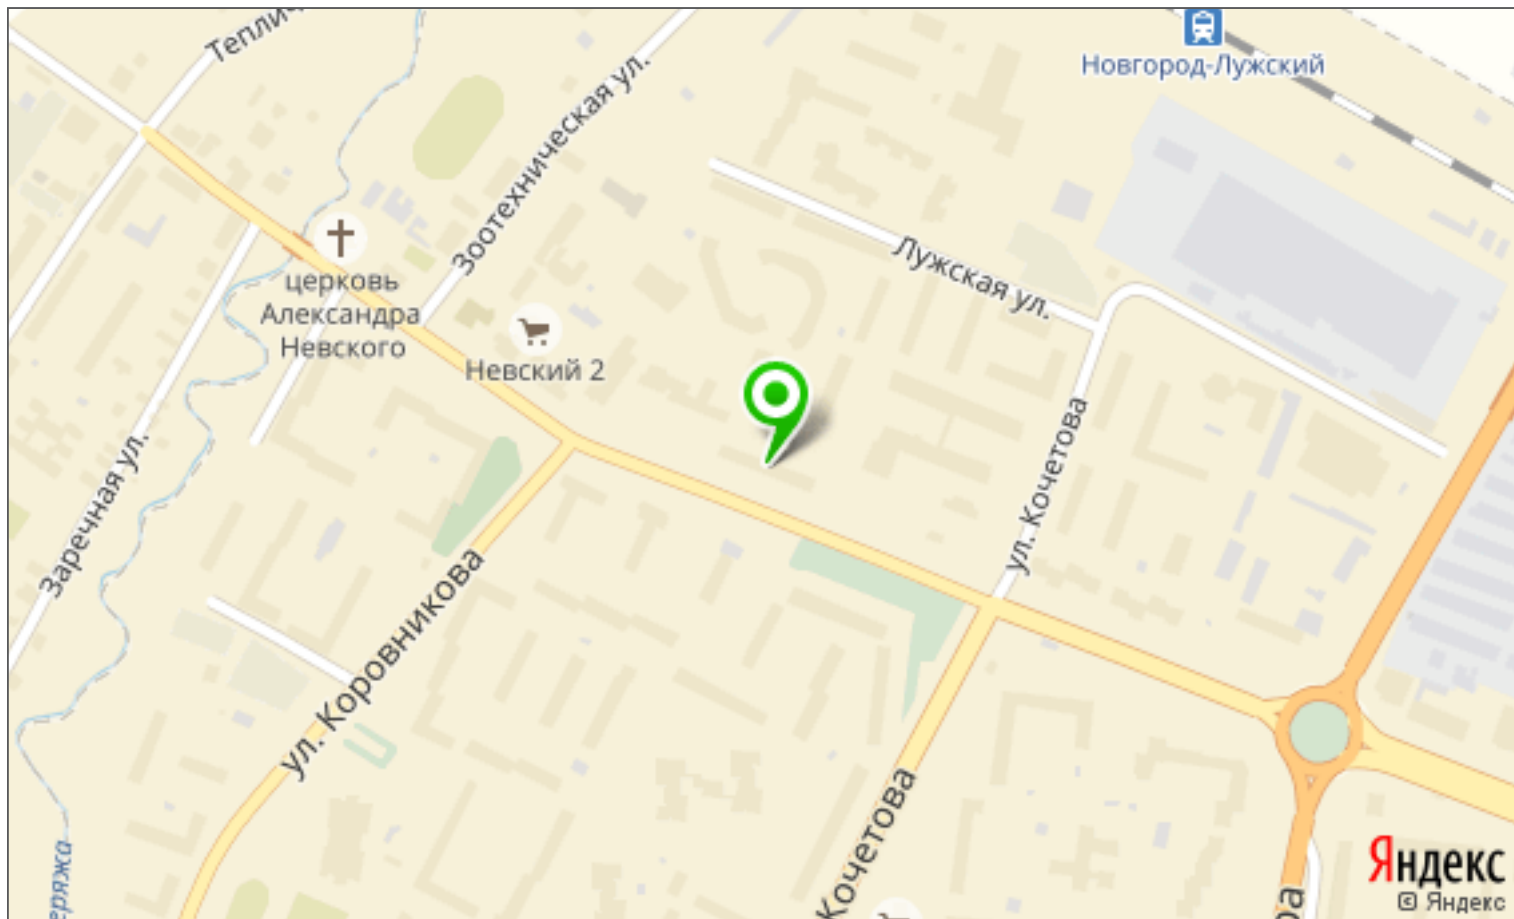 Новгород-Лужский
Зоотехническая ул.
Лужская ул.
церковь
Александра
Невского
Невский 2
ул. Кочетова
Заречная ул.
ул. Коровникова
Кочетова
Яндекс
© Яндекс